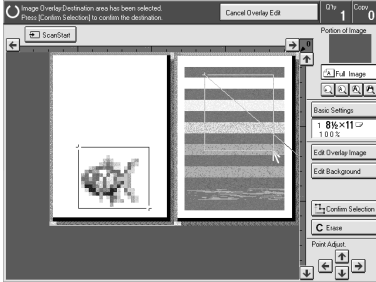 Image Overlay:Destination area has been selected.
Press [Confirm Selection] to confirm the destination.
Cancel Overlay Edit
Q'ty
1
Copy
0
ScanStart
0
Portion of Image
Full Image
Basic Settings
1 8½×11
100%
Edit Overlay Image
Edit Background
Confirm Selection
C Erase
Point Adjust.